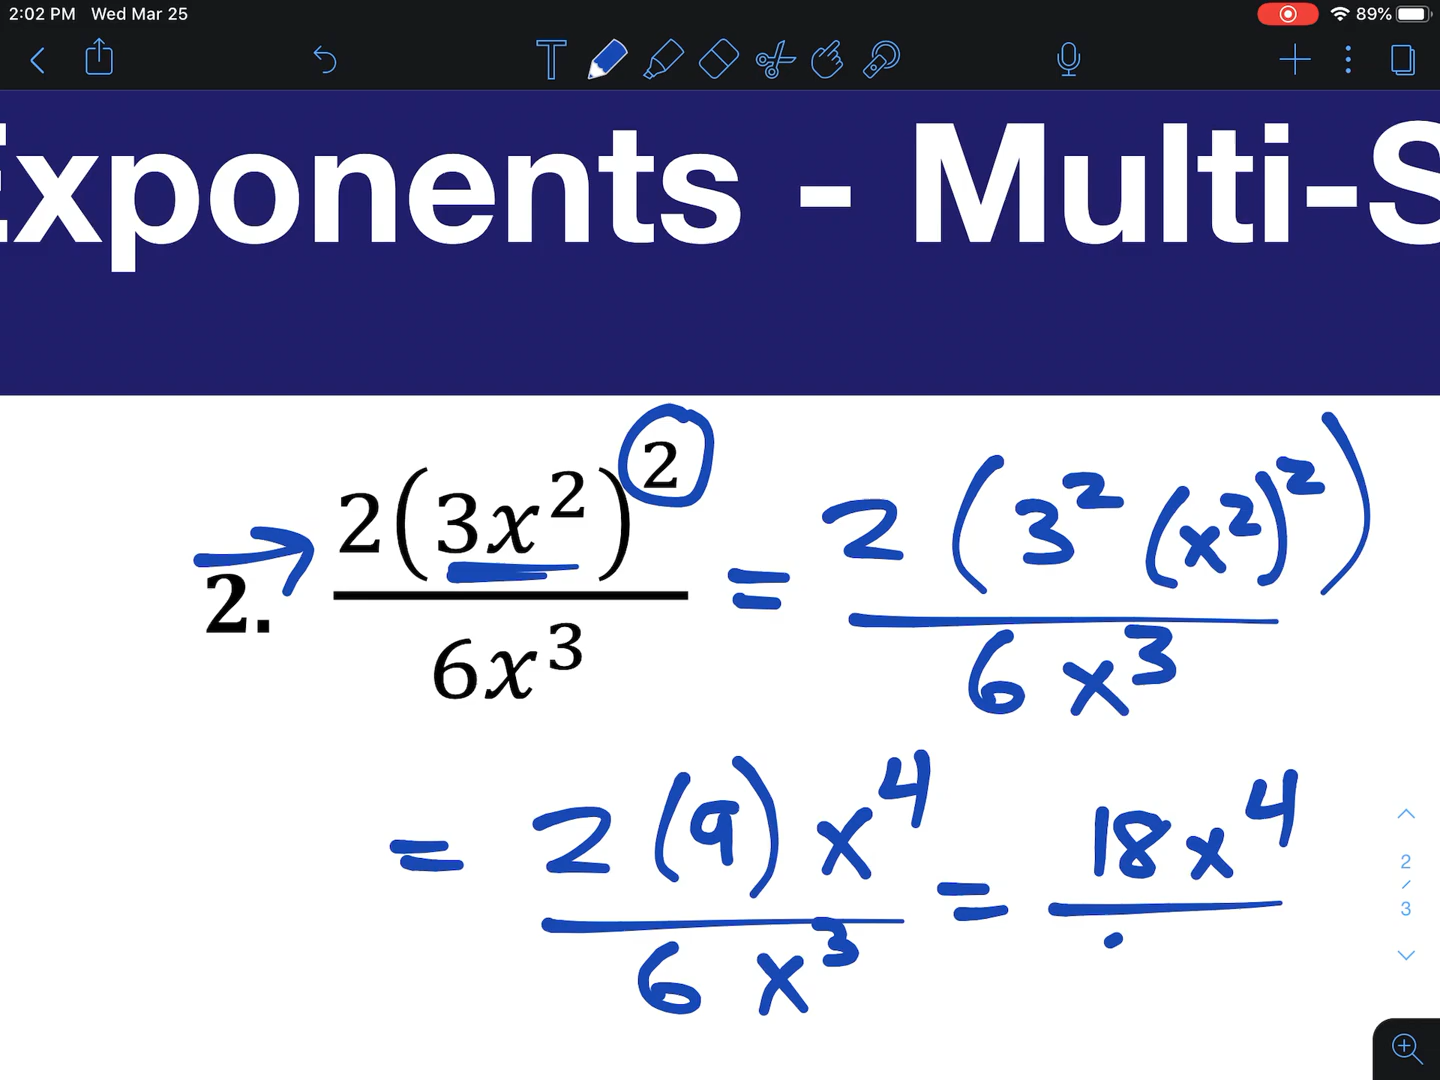 2:02 PM Wed Mar 25 89%
Exponents - Multi-S
2. 2(3x²)² / 6x³ = 2(3²(x²)²) / 6x³
= 2(9)x⁴ / 6x³ = 18x⁴
2 / 3